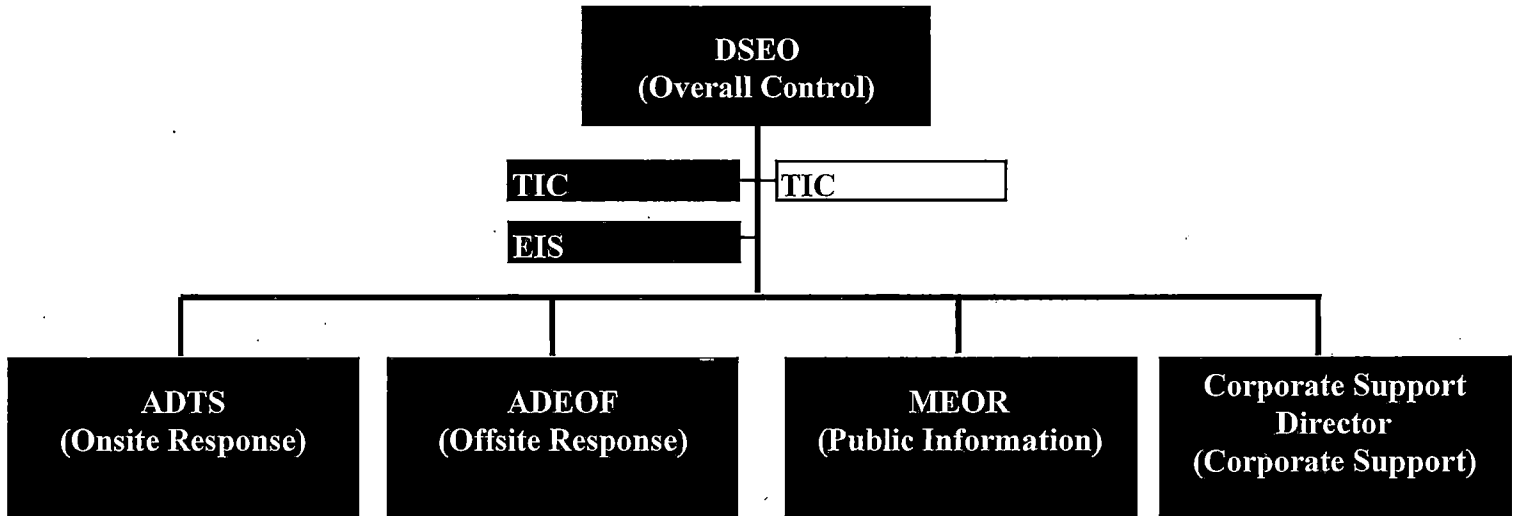 DSEO
(Overall Control)
TIC
TIC
EIS
ADTS
(Onsite Response)
ADEOF
(Offsite Response)
MEOR
(Public Information)
Corporate Support
Director
(Corporate Support)